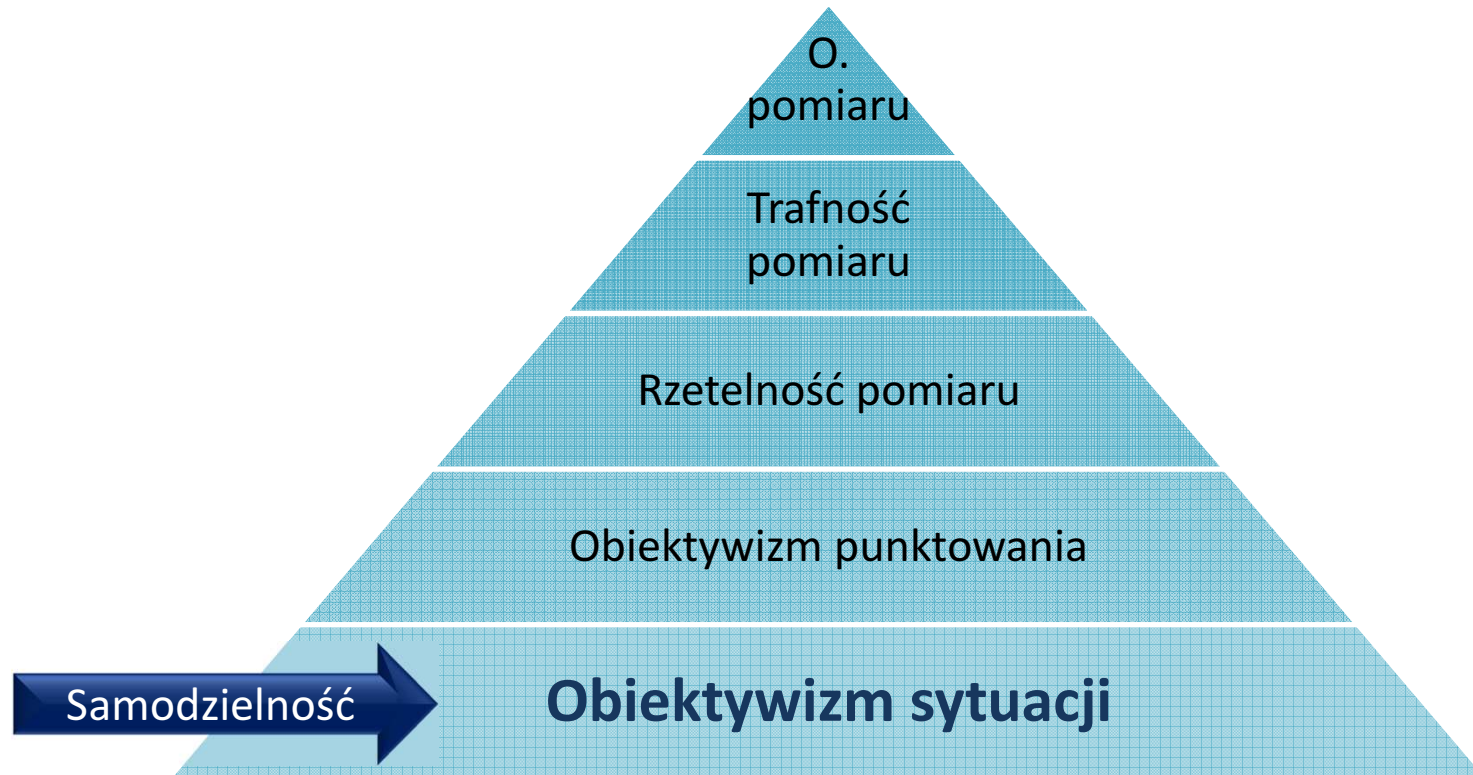 O.
pomiaru
Trafność
pomiaru
Rzetelność pomiaru
Obiektywizm punktowania
Samodzielność
Obiektywizm sytuacji